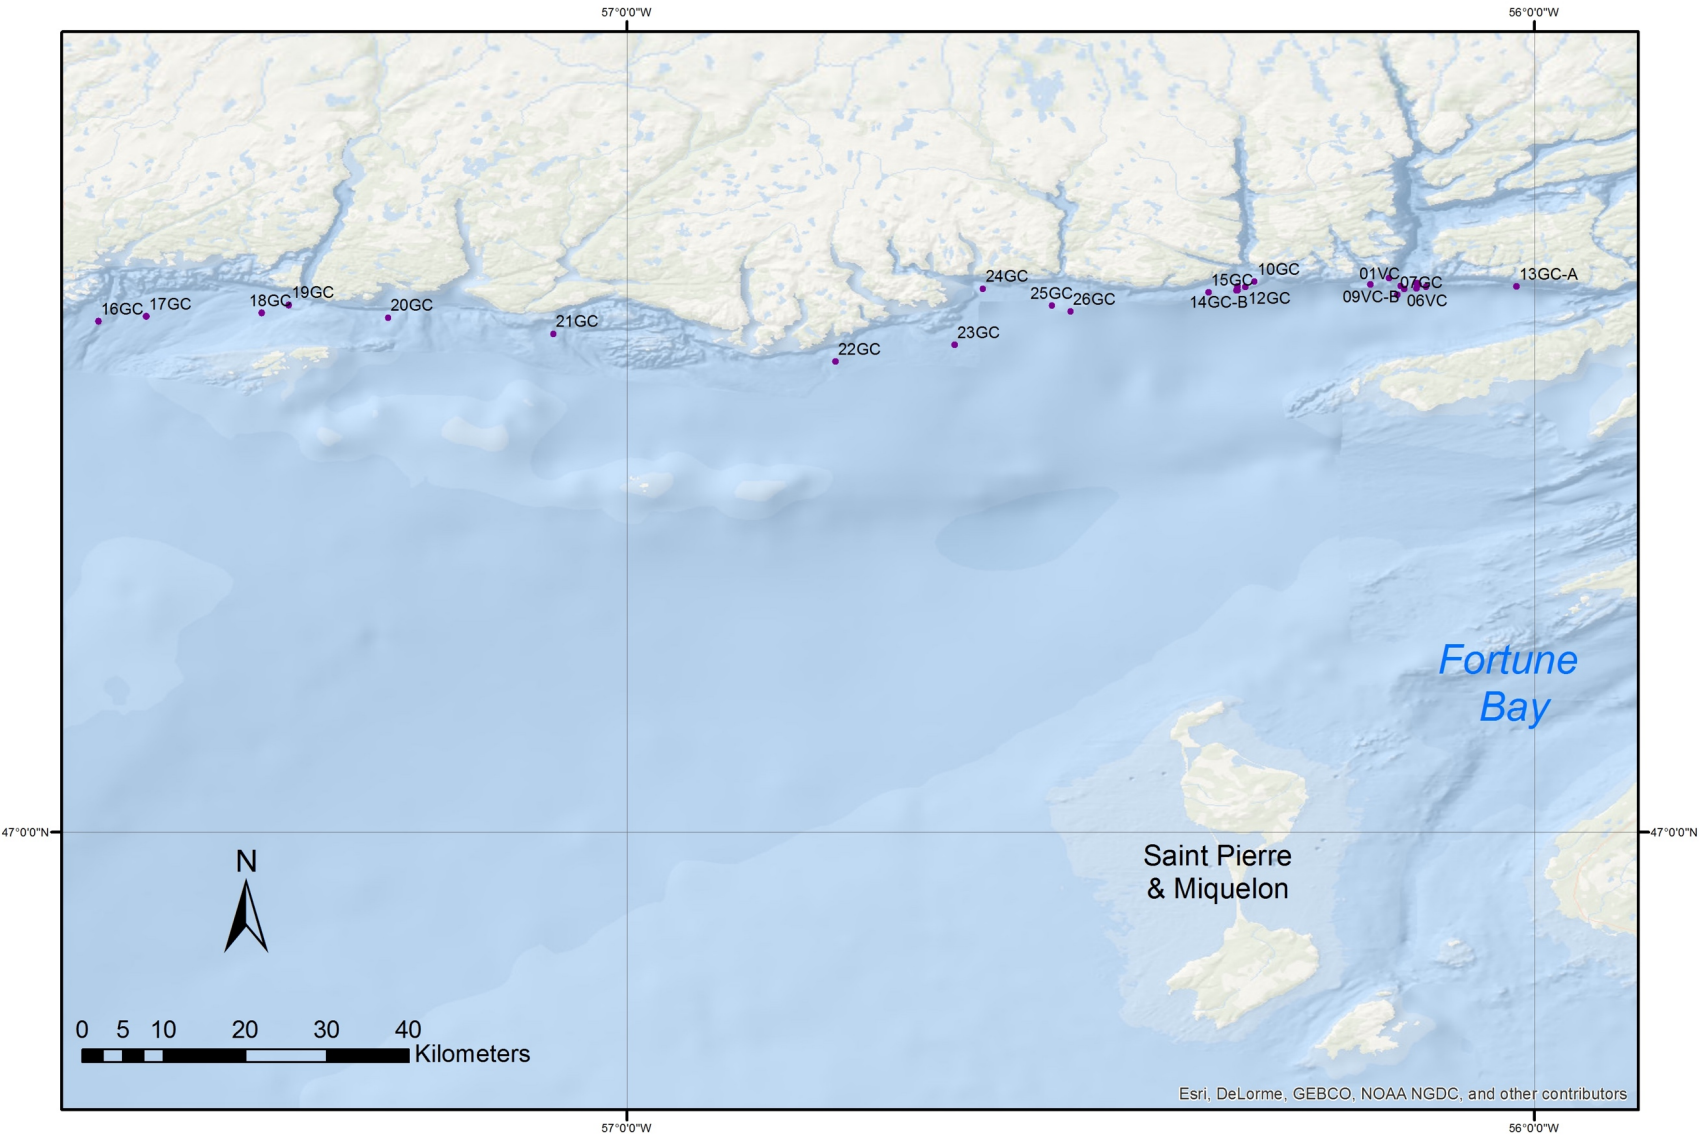 57°0'0"W
56°0'0"W
10GC
01VC
13GC-A
24GC
15GC
07GC
19GC
25GC
26GC
14GC-B
12GC
09VC-B
06VC
16GC
17GC
18GC
20GC
21GC
23GC
22GC
Fortune
Bay
47°0'0"N
47°0'0"N
Saint Pierre
& Miquelon
N
0 5 10 20 30 40
Kilometers
Esri, DeLorme, GEBCO, NOAA NGDC, and other contributors
57°0'0"W
56°0'0"W